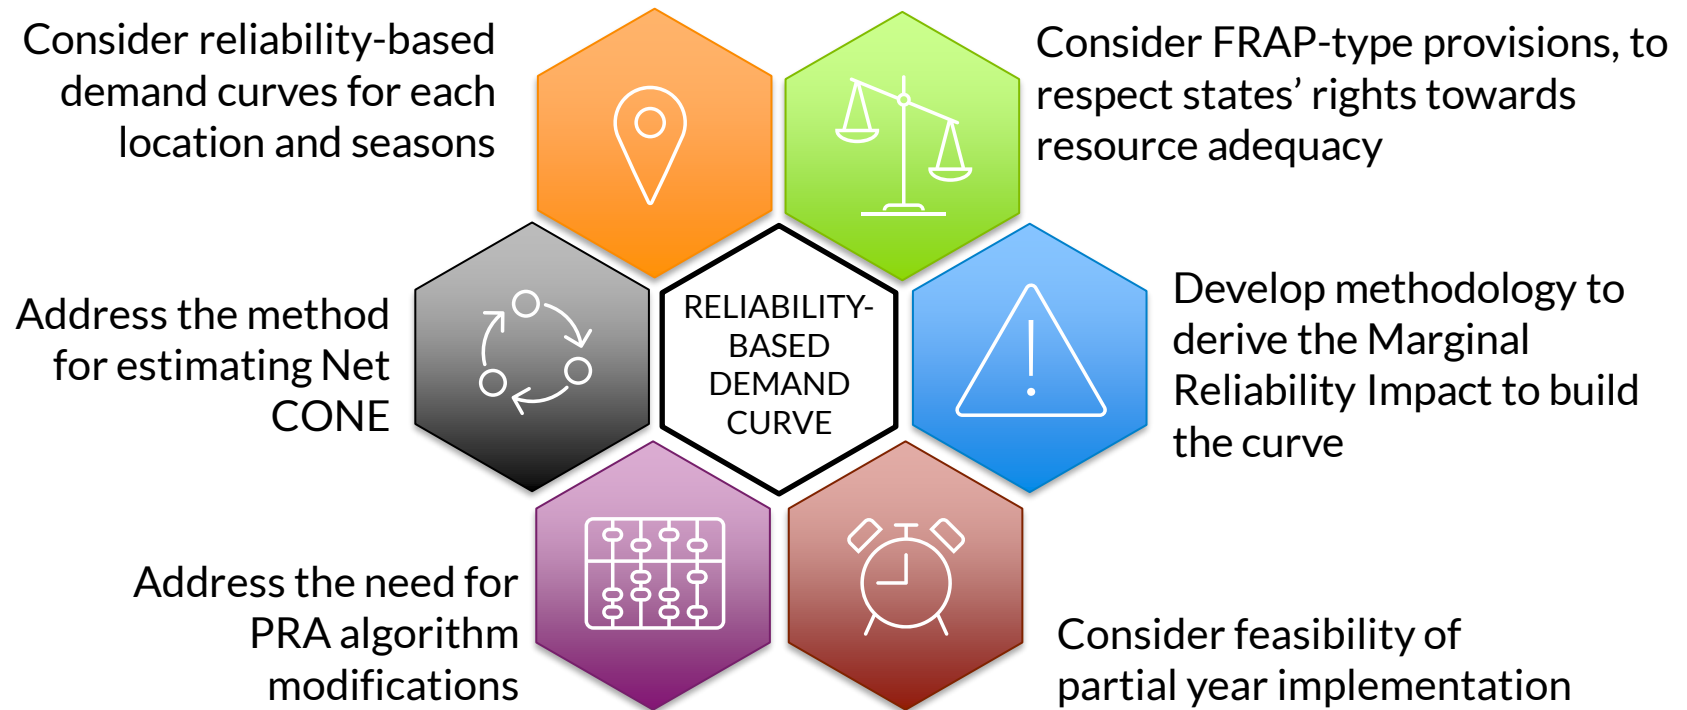 Consider reliability-based
demand curves for each
location and seasons
Consider FRAP-type provisions, to
respect states’ rights towards
resource adequacy
Address the method
for estimating Net
CONE
RELIABILITY-
BASED
DEMAND
CURVE
Develop methodology to
derive the Marginal
Reliability Impact to build
the curve
Address the need for
PRA algorithm
modifications
Consider feasibility of
partial year implementation